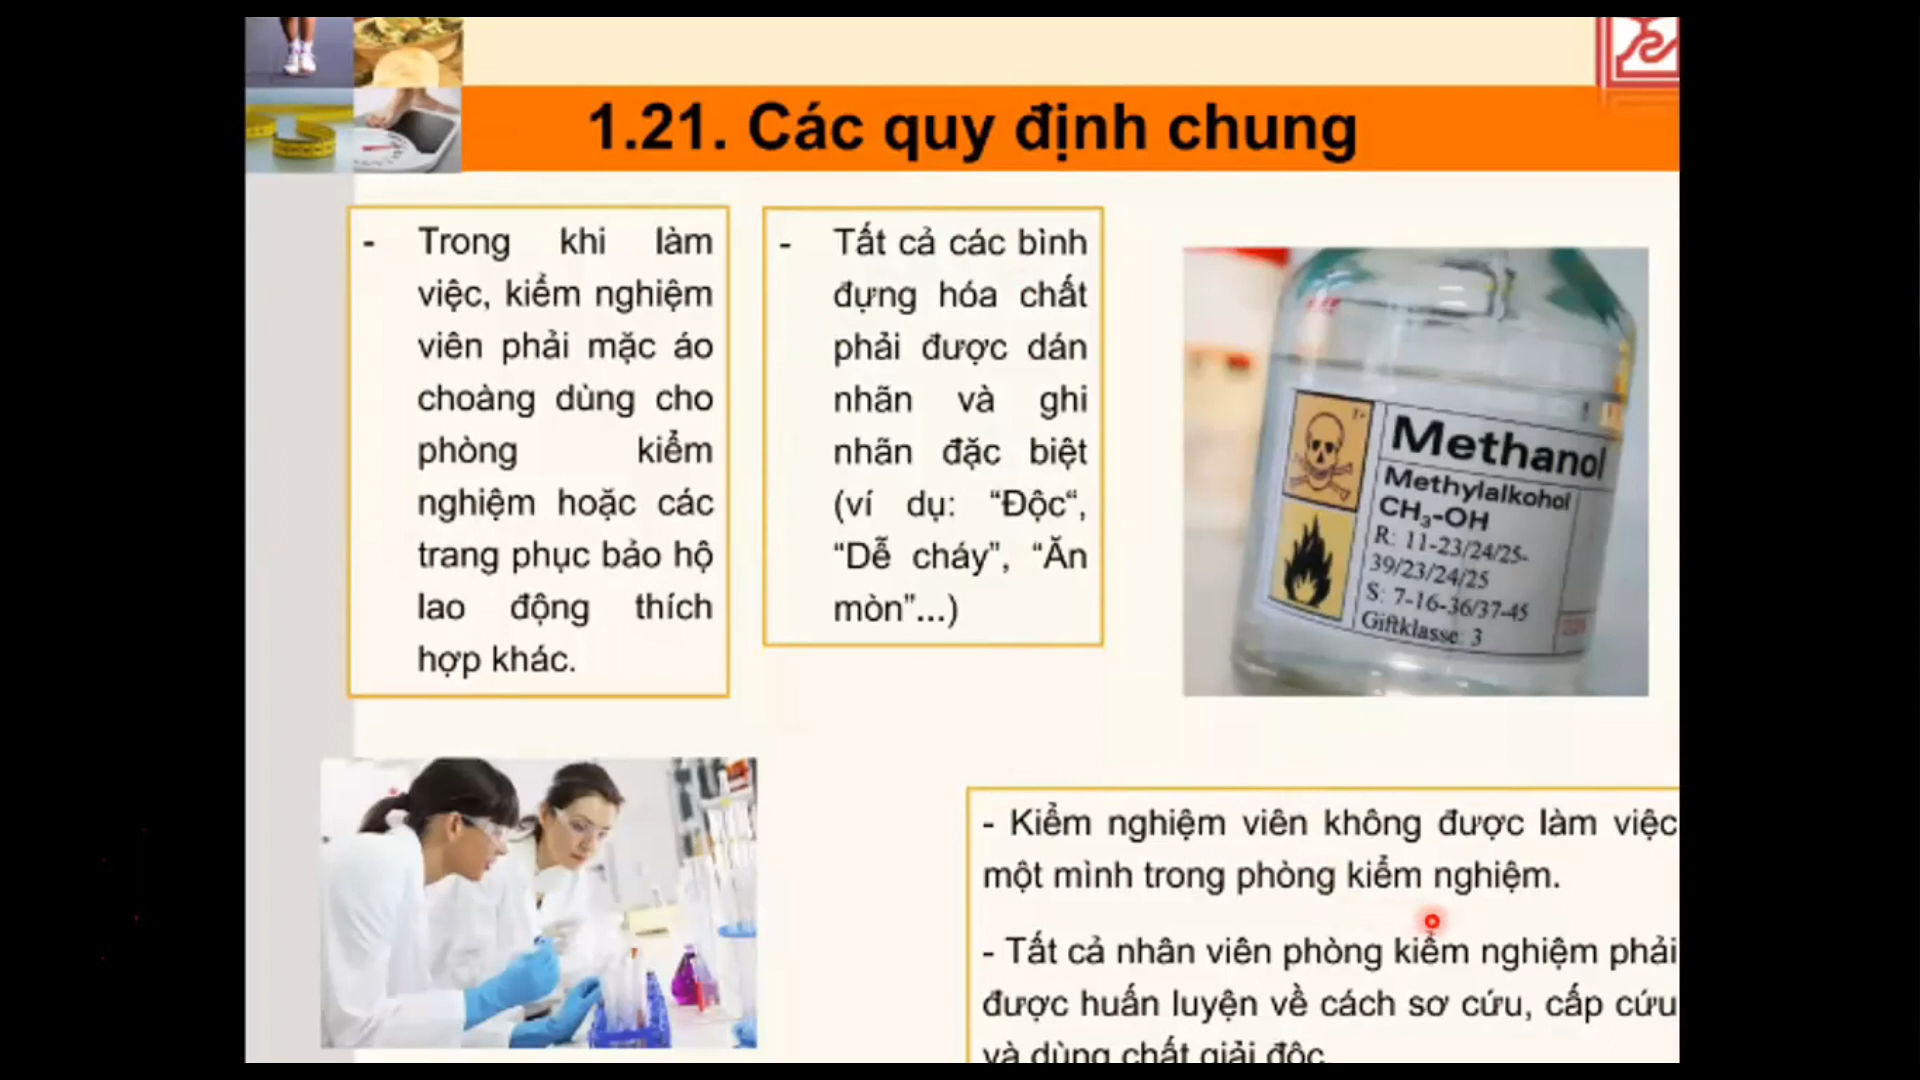 1.21. Các quy định chung
- Trong khi làm
việc, kiểm nghiệm
viên phải mặc áo
choàng dùng cho
phòng kiểm
nghiệm hoặc các
trang phục bảo hộ
lao động thích
hợp khác.
- Tất cả các bình
đựng hóa chất
phải được dán
nhãn và ghi
nhãn đặc biệt
(ví dụ: “Độc“,
“Dễ cháy”, “Ăn
mòn”...)
T+
Methanol
Methylalkohol
CH₃-OH
R: 11-23/24/25-
39/23/24/25
S: 7-16-36/37-45
Giftklasse: 3
- Kiểm nghiệm viên không được làm việc
một mình trong phòng kiểm nghiệm.
- Tất cả nhân viên phòng kiểm nghiệm phải
được huấn luyện về cách sơ cứu, cấp cứu
và dùng chất giải độc.